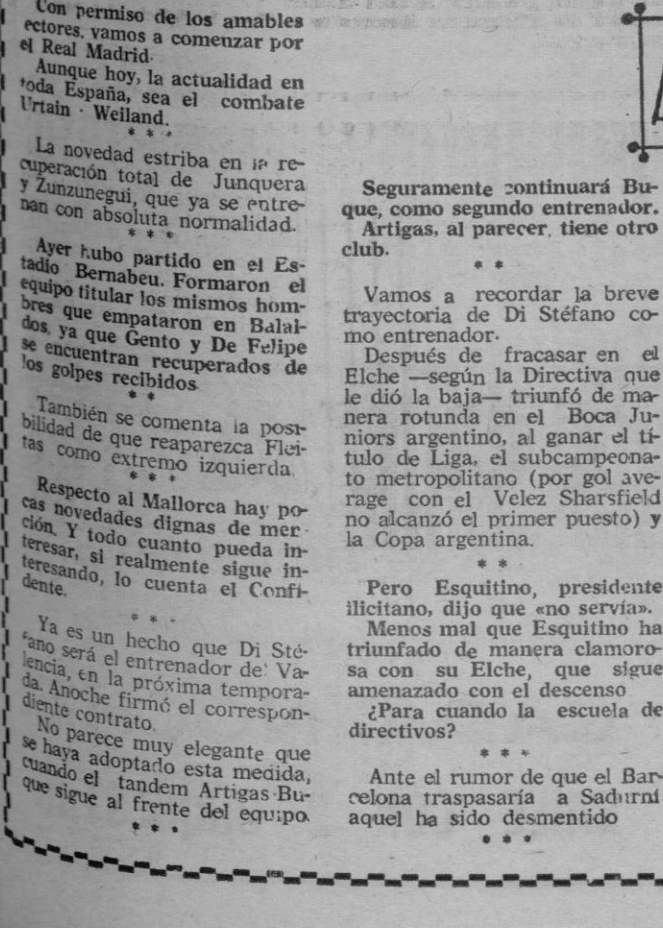 Con permiso de los amables
ectores, vamos a comenzar por
el Real Madrid.
Aunque hoy, la actualidad en
toda España, sea el combate
Urtain - Weiland.
* * *
La novedad estriba en la re-
cuperación total de Junquera
y Zunzunegui, que ya se entre-
nan con absoluta normalidad.
* * *
Ayer hubo partido en el Es-
tadio Bernabeu. Formaron el
equipo titular los mismos hom-
bres que empataron en Balai-
dos, ya que Gento y De Felipe
se encuentran recuperados de
los golpes recibidos.
* *
También se comenta la posi-
bilidad de que reaparezca Flei-
tas como extremo izquierda.
* * *
Respecto al Mallorca hay po-
cas novedades dignas de mer-
ción. Y todo cuanto pueda in-
teresar, si realmente sigue in-
teresando, lo cuenta el Confi-
dente.
* * *
Ya es un hecho que Di Sté-
fano será el entrenador del Va-
lencia, en la próxima tempora-
da. Anoche firmó el correspon-
diente contrato.
No parece muy elegante que
se haya adoptado esta medida,
cuando el tandem Artigas-Bu-
que sigue al frente del equipo.
* * *
Seguramente continuará Bu-
que, como segundo entrenador.
Artigas, al parecer, tiene otro
club.
* *
Vamos a recordar la breve
trayectoria de Di Stéfano co-
mo entrenador.
Después de fracasar en el
Elche —según la Directiva que
le dió la baja— triunfó de ma-
nera rotunda en el Boca Ju-
niors argentino, al ganar el tí-
tulo de Liga, el subcampeona-
to metropolitano (por gol ave-
rage con el Velez Sharsfield
no alcanzó el primer puesto) y
la Copa argentina.
* *
Pero Esquitino, presidente
ilicitano, dijo que «no servía».
Menos mal que Esquitino ha
triunfado de manera clamoro-
sa con su Elche, que sigue
amenazado con el descenso
¿Para cuando la escuela de
directivos?
* * *
Ante el rumor de que el Bar-
celona traspasaría a Sadurní
aquel ha sido desmentido
* * *